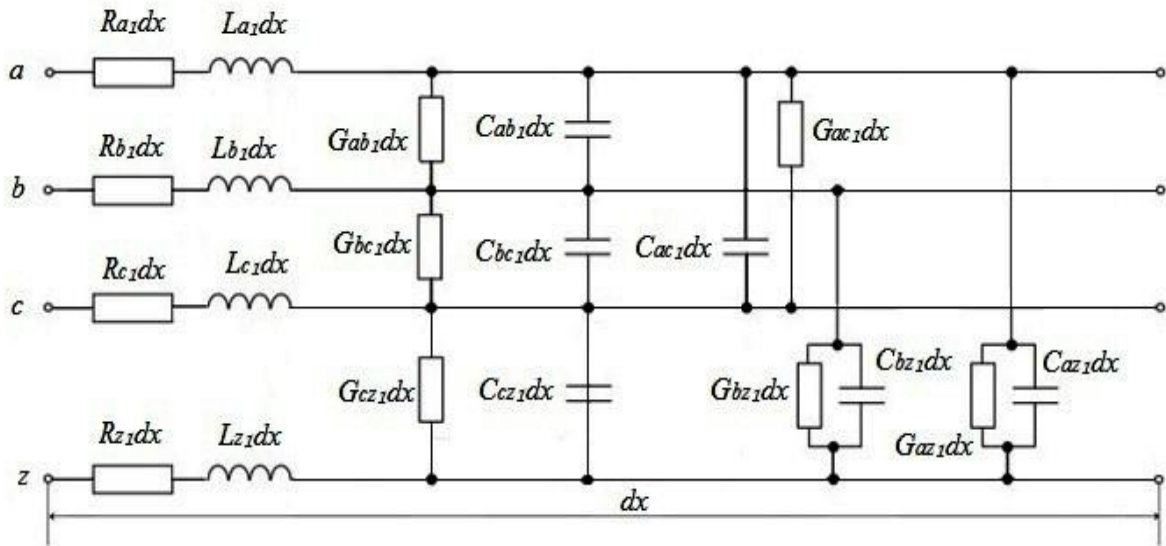 Ra1dx La1dx
a
Gab1dx Cab1dx Gac1dx
Rb1dx Lb1dx
b
Gbc1dx Cbc1dx Cac1dx
Rc1dx Lc1dx
c
Gcz1dx Ccz1dx Gbz1dx Cbz1dx Caz1dx
Gaz1dx
Rz1dx Lz1dx
z
dx